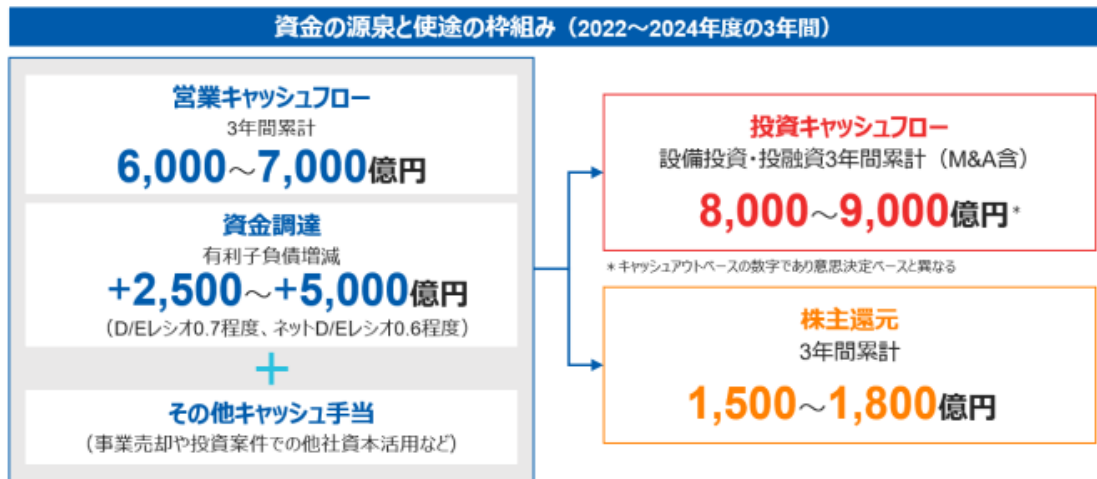 資金の源泉と使途の枠組み（2022～2024年度の3年間）
営業キャッシュフロー
3年間累計
6,000～7,000億円
資金調達
有利子負債増減
+2,500～+5,000億円
（D/Eレシオ0.7程度、ネットD/Eレシオ0.6程度）
+
その他キャッシュ手当
（事業売却や投資案件での他社資本活用など）
投資キャッシュフロー
設備投資・投融資3年間累計（M&A含）
8,000～9,000億円*
*キャッシュアウトベースの数字であり意思決定ベースと異なる
株主還元
3年間累計
1,500～1,800億円